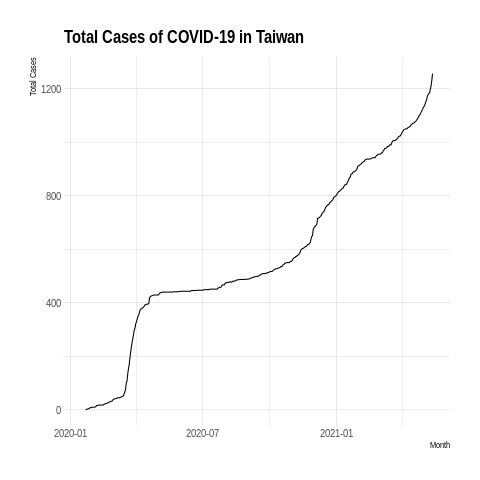 Total Cases of COVID-19 in Taiwan
Total Cases
1200
800
400
0
2020-01
2020-07
2021-01
Month